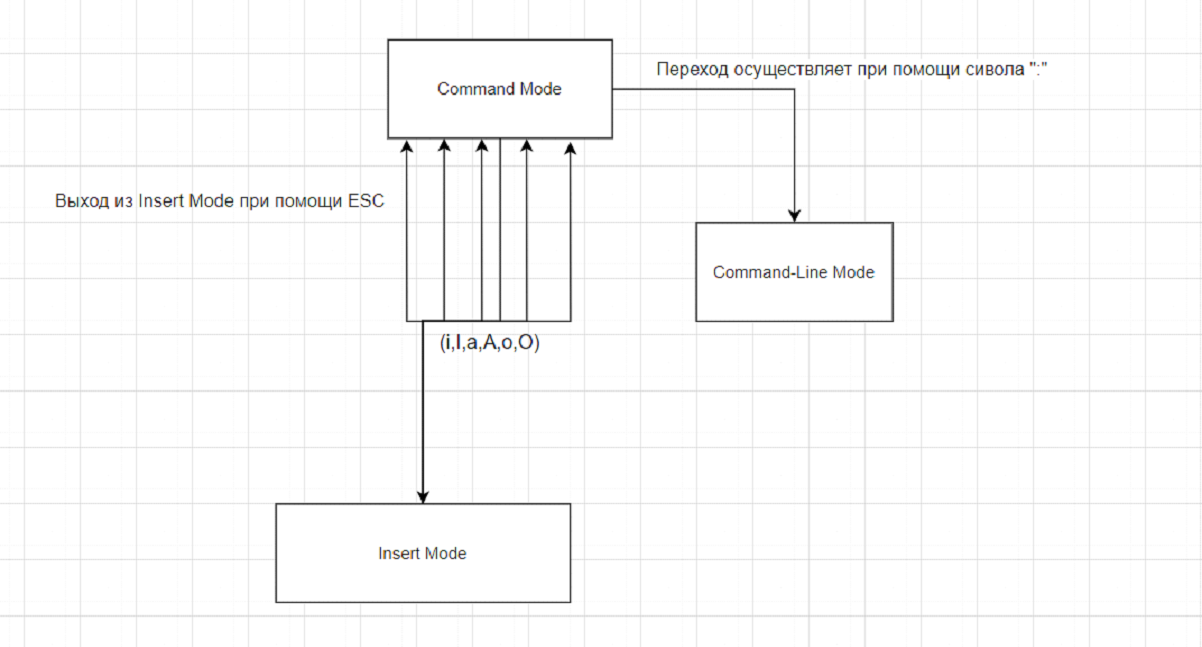 Command Mode
Переход осуществляет при помощи сивола ":"
Выход из Insert Mode при помощи ESC
Command-Line Mode
(i,I,a,A,o,O)
Insert Mode